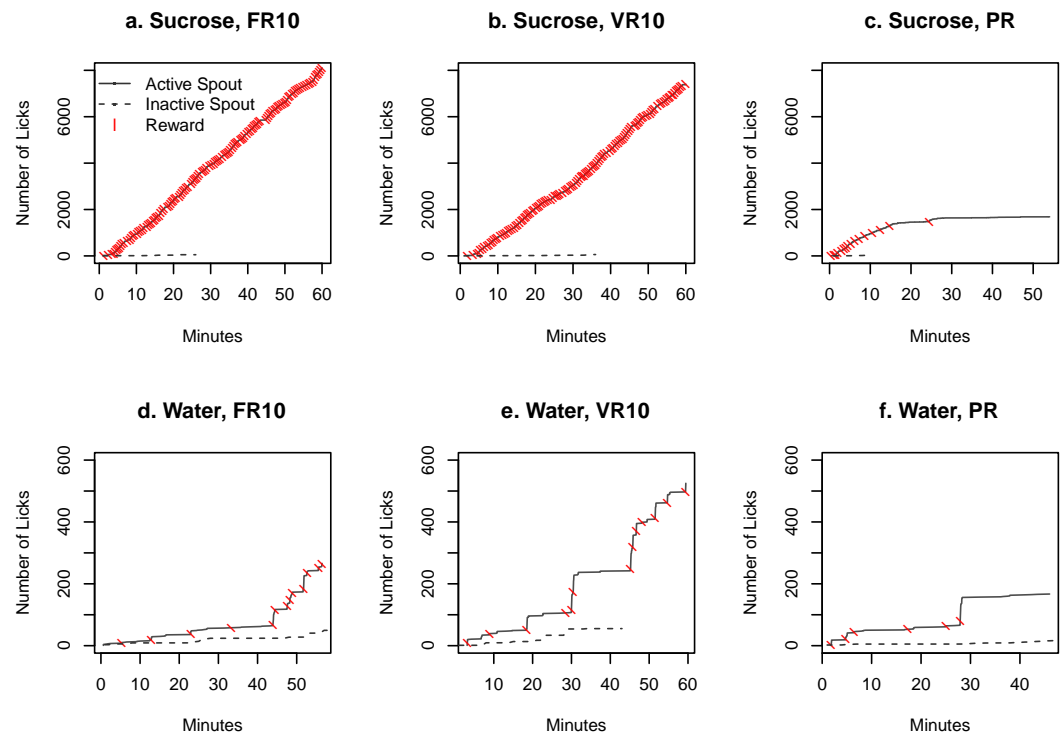 a. Sucrose, FR10
b. Sucrose, VR10
c. Sucrose, PR
Number of Licks
0 2000 6000
Active Spout
Inactive Spout
Reward
0 10 20 30 40 50 60
Minutes
Number of Licks
0 2000 6000
0 10 20 30 40 50 60
Minutes
Number of Licks
0 2000 6000
0 10 20 30 40 50
Minutes
d. Water, FR10
e. Water, VR10
f. Water, PR
Number of Licks
0 200 400 600
0 10 20 30 40 50
Minutes
Number of Licks
0 200 400 600
10 20 30 40 50 60
Minutes
Number of Licks
0 200 400 600
0 10 20 30 40
Minutes